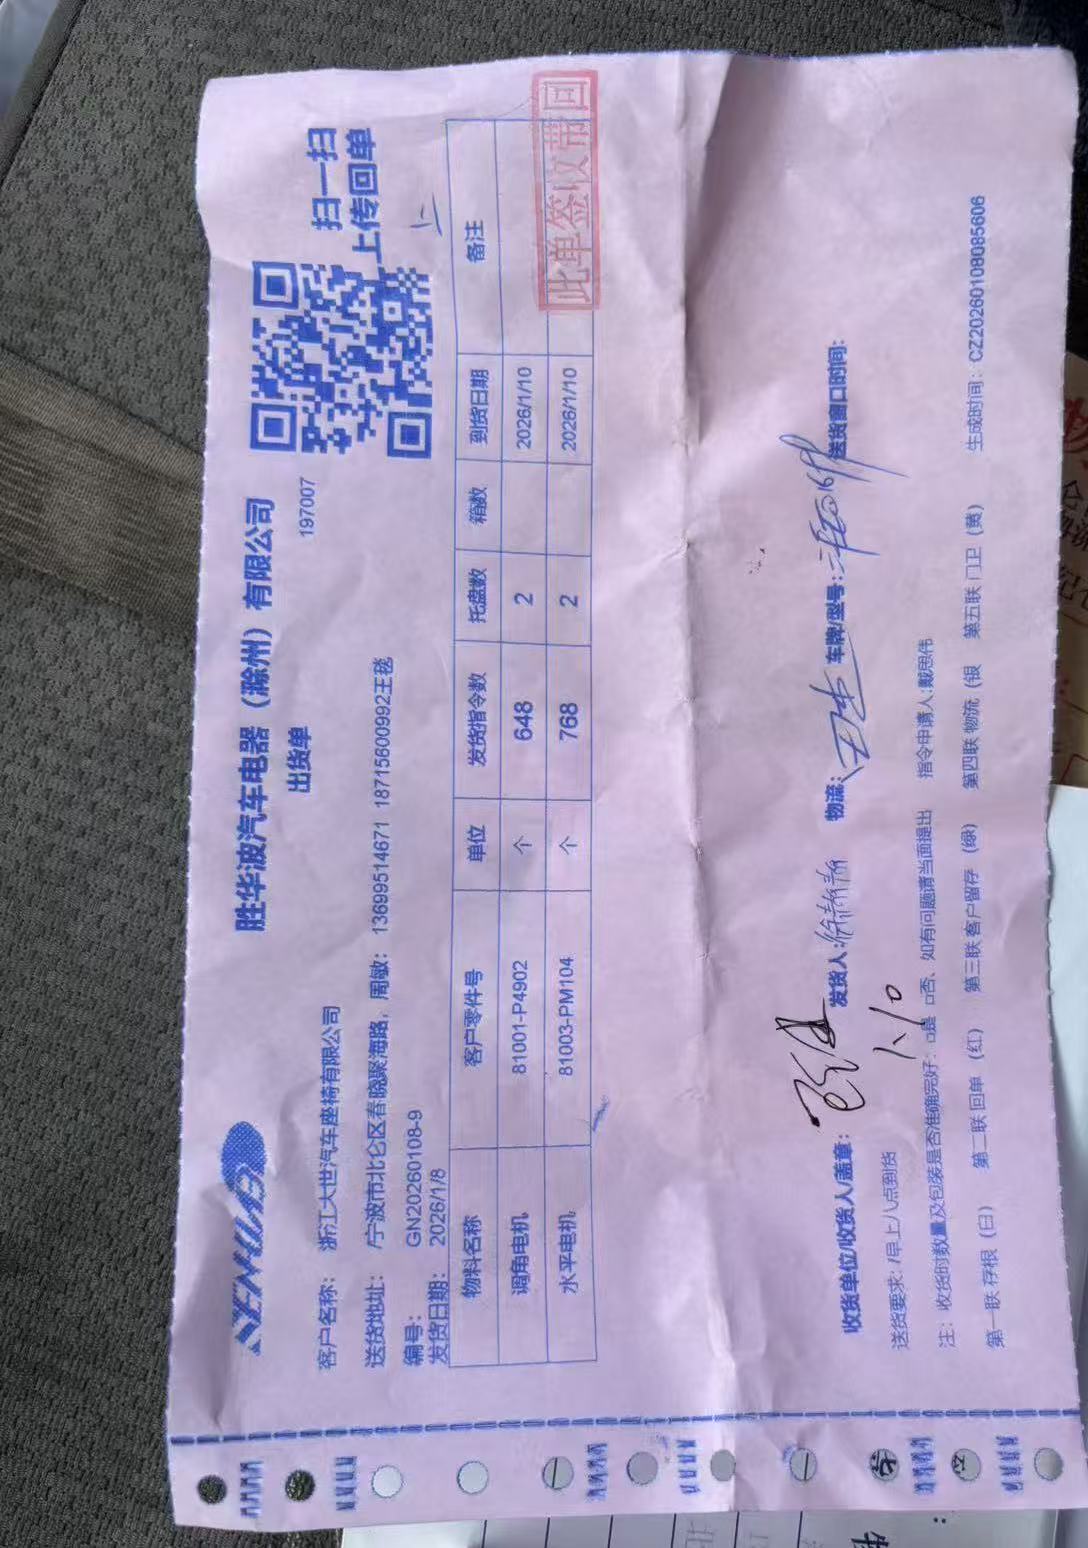 SENHUABO
胜华波汽车电器（滁州）有限公司
出货单
197007
扫一扫
上传回单
客户名称： 浙江大世汽车座椅有限公司
送货地址： /宁波市北仑区春晓聚海路，周敏： 13699514671 18715600992王毯
编号： GN20260108-9
发货日期： 2026/1/8
物料名称 客户零件号 单位 发货指令数 托盘数 箱数 到货日期 备注
调角电机 81001-P4902 个 648 2 2026/1/10
水平电机 81003-PM104 个 768 2 2026/1/10
此单签收带回
收货单位/收货人/盖章： 发货人： 物流： 车牌/型号： 送货窗口时间：
1/10
送货要求：/早上八点到货
注： 收货时数量及包装是否准确完好：□是 □否、如有问题请当面提出 指令申请人:戴思伟
第一联 存根（白） 第二联 回单（红） 第三联 客户留存（绿） 第四联 物流（银 第五联 门卫（黄） 生成时间：CZ20260108085606